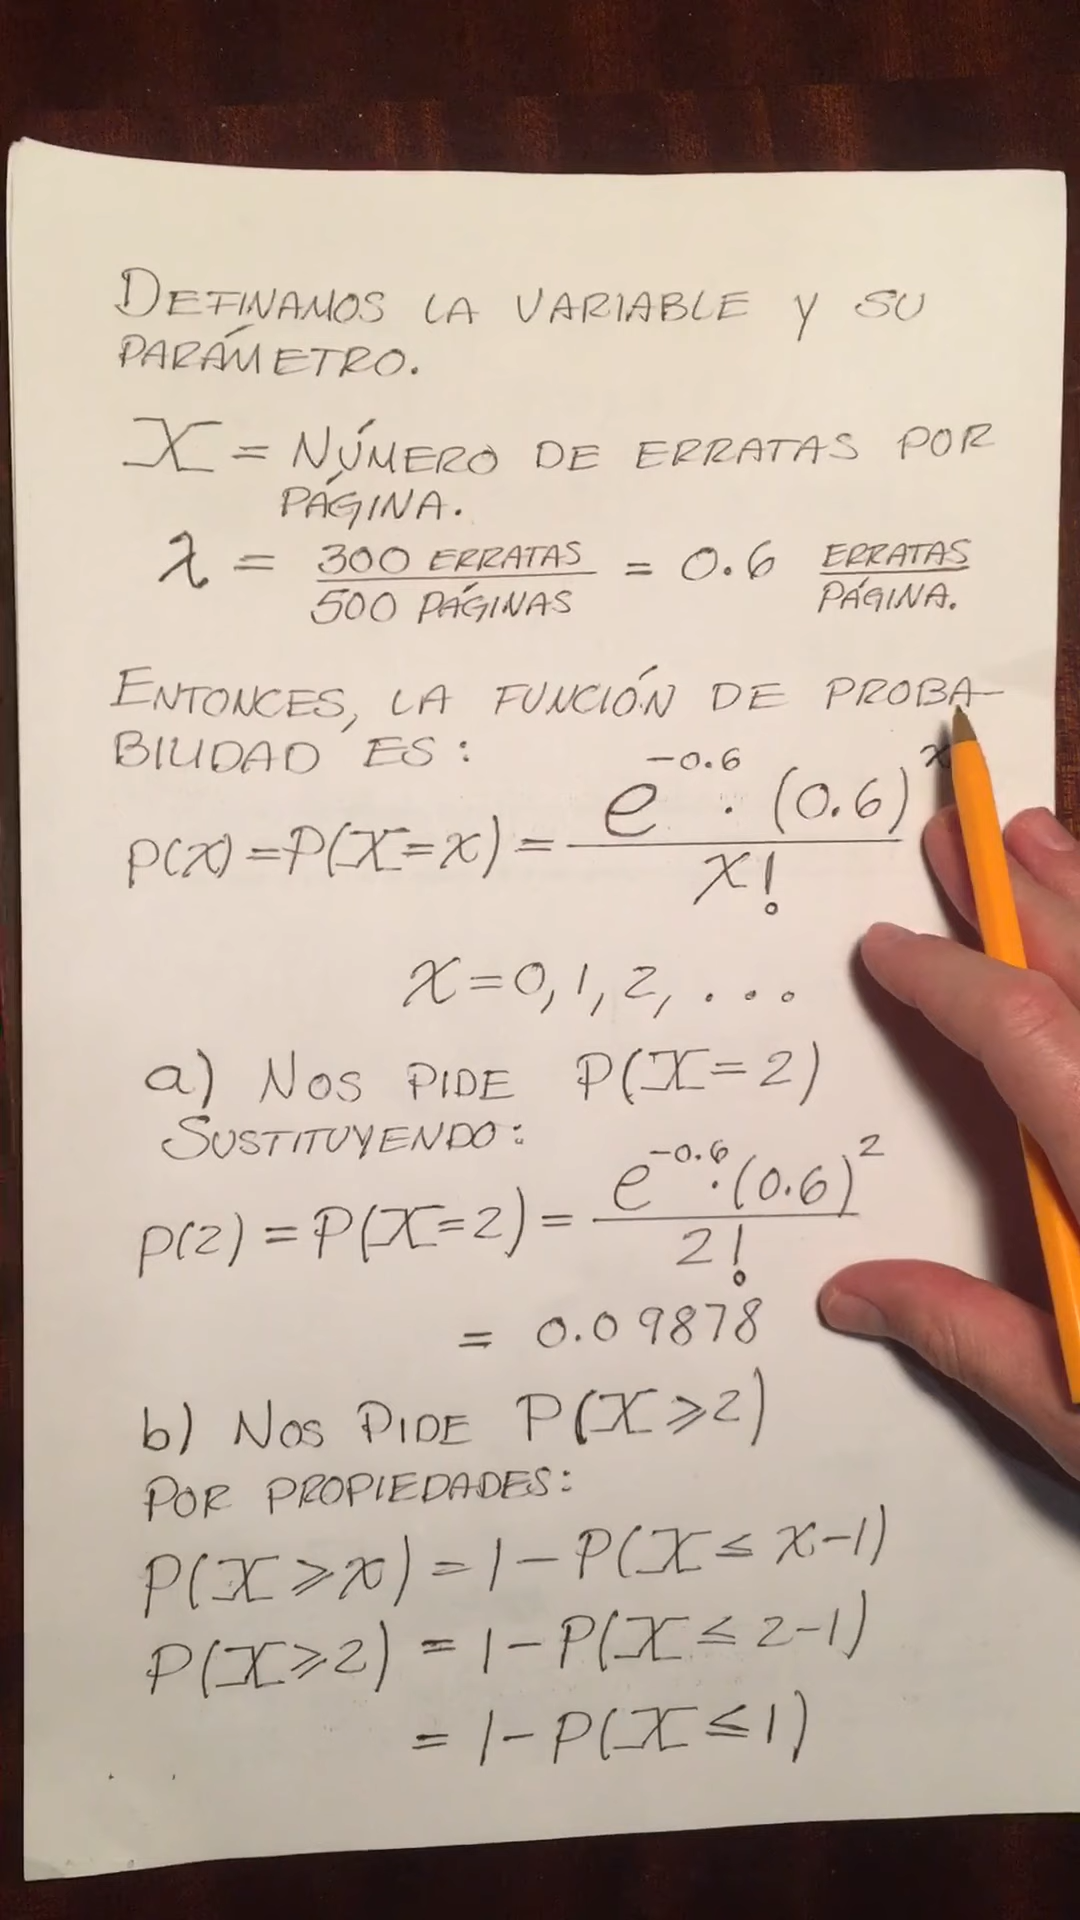 DEFINAMOS LA VARIABLE Y SU
PARÁMETRO.
X = NÚMERO DE ERRATAS POR
PÁGINA.
λ = 300 ERRATAS / 500 PÁGINAS = 0.6 ERRATAS / PÁGINA.
ENTONCES, LA FUNCIÓN DE PROBA-
BILIDAD ES:
p(x) = P(X = x) = e^-0.6 · (0.6)^x / x!
x = 0, 1, 2, . . .
a) NOS PIDE P(X = 2)
SUSTITUYENDO:
p(2) = P(X = 2) = e^-0.6 · (0.6)^2 / 2!
= 0.09878
b) NOS PIDE P(X ⩾ 2)
POR PROPIEDADES:
P(X ⩾ x) = 1 - P(X ≤ x-1)
P(X ⩾ 2) = 1 - P(X ≤ 2-1)
= 1 - P(X ≤ 1)